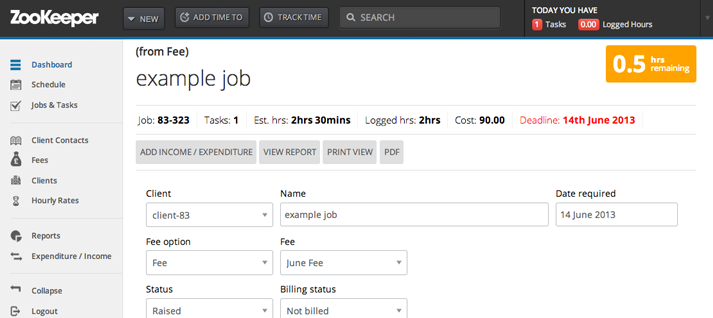 ZooKeeper
NEW
ADD TIME TO
TRACK TIME
SEARCH
TODAY YOU HAVE
1 Tasks 0.00 Logged Hours
Dashboard
Schedule
Jobs & Tasks
Client Contacts
Fees
Clients
Hourly Rates
Reports
Expenditure / Income
Collapse
Logout
(from Fee)
example job
0.5 hrs remaining
Job: 83-323 Tasks: 1 Est. hrs: 2hrs 30mins Logged hrs: 2hrs Cost: 90.00 Deadline: 14th June 2013
ADD INCOME / EXPENDITURE VIEW REPORT PRINT VIEW PDF
Client Name Date required
client-83 example job 14 June 2013
Fee option Fee
Fee June Fee
Status Billing status
Raised Not billed